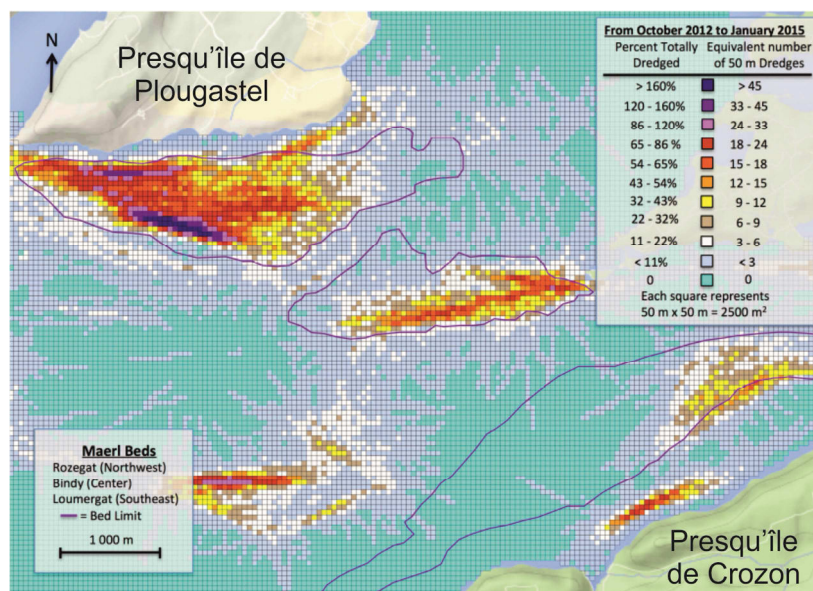 N
Presqu'île de
Plougastel
From October 2012 to January 2015
Percent Totally Dredged Equivalent number of 50 m Dredges
> 160% > 45
120 - 160% 33 - 45
86 - 120% 24 - 33
65 - 86 % 18 - 24
54 - 65% 15 - 18
43 - 54% 12 - 15
32 - 43% 9 - 12
22 - 32% 6 - 9
11 - 22% 3 - 6
< 11% < 3
0 0
Each square represents
50 m x 50 m = 2500 m²
Maerl Beds
Rozegat (Northwest)
Bindy (Center)
Loumergat (Southeast)
= Bed Limit
1 000 m
Presqu'île
de Crozon